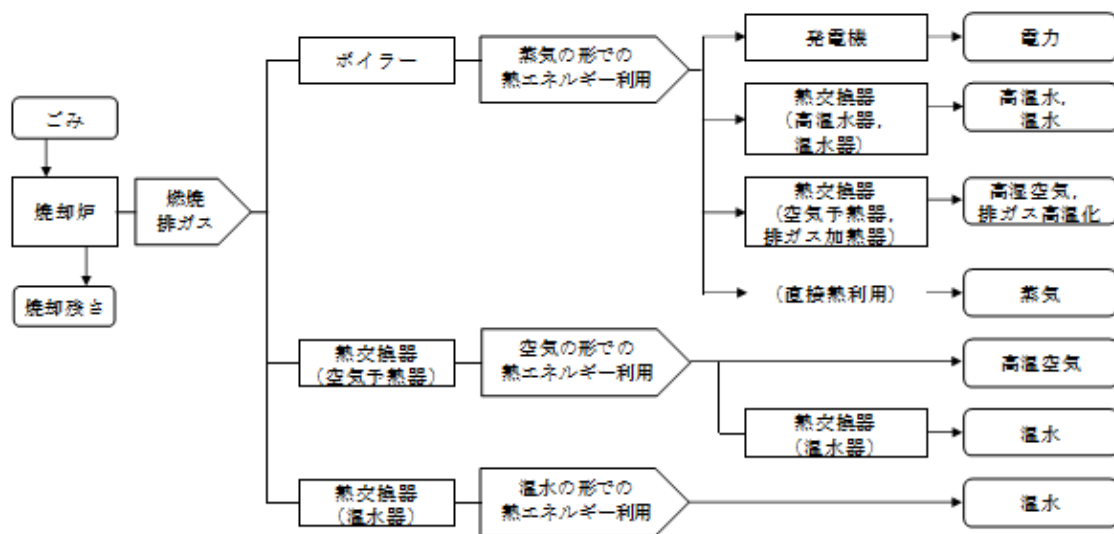 ごみ
焼却炉
焼却残さ
燃焼
排ガス
ボイラー
蒸気の形での
熱エネルギー利用
発電機
電力
熱交換器
(高温水器,
温水器)
高温水,
温水
熱交換器
(空気予熱器,
排ガス加熱器)
高温空気,
排ガス高温化
(直接熱利用)
蒸気
熱交換器
(空気予熱器)
空気の形での
熱エネルギー利用
高温空気
熱交換器
(温水器)
温水
熱交換器
(温水器)
温水の形での
熱エネルギー利用
温水